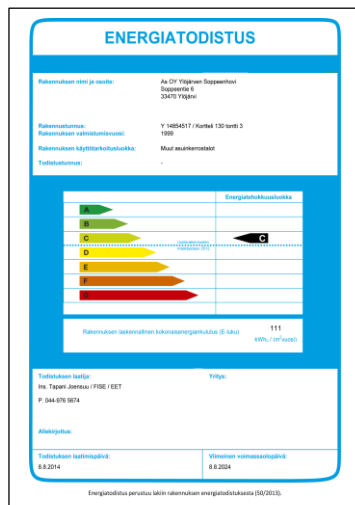 ENERGIATODISTUS
Rakennuksen nimi ja osoite: As OY Ylöjärven Soppeenhovi
Soppeentie 6
33470 Ylöjärvi
Rakennustunnus: Y 14854517 / Kortteli 130 tontti 3
Rakennuksen valmistumisvuosi: 1999
Rakennuksen käyttötarkoitusluokka: Muut asuinkerrostalot
Todistustunnus: -
Energiatehokkuusluokka
A
B
C C
D
E
F
G
Rakennuksen laskennallinen kokonaisenergiankulutus (E-luku) 111
kWhE / (m²vuosi)
Todistuksen laatija: Yritys:
Ins. Tapani Joensuu / FISE / EET
P. 044-976 5674
Allekirjoitus:
Todistuksen laatimispäivä: Viimeinen voimassaolopäivä:
8.8.2014 8.8.2024
Energiatodistus perustuu lakiin rakennuksen energiatodistuksesta (50/2013).